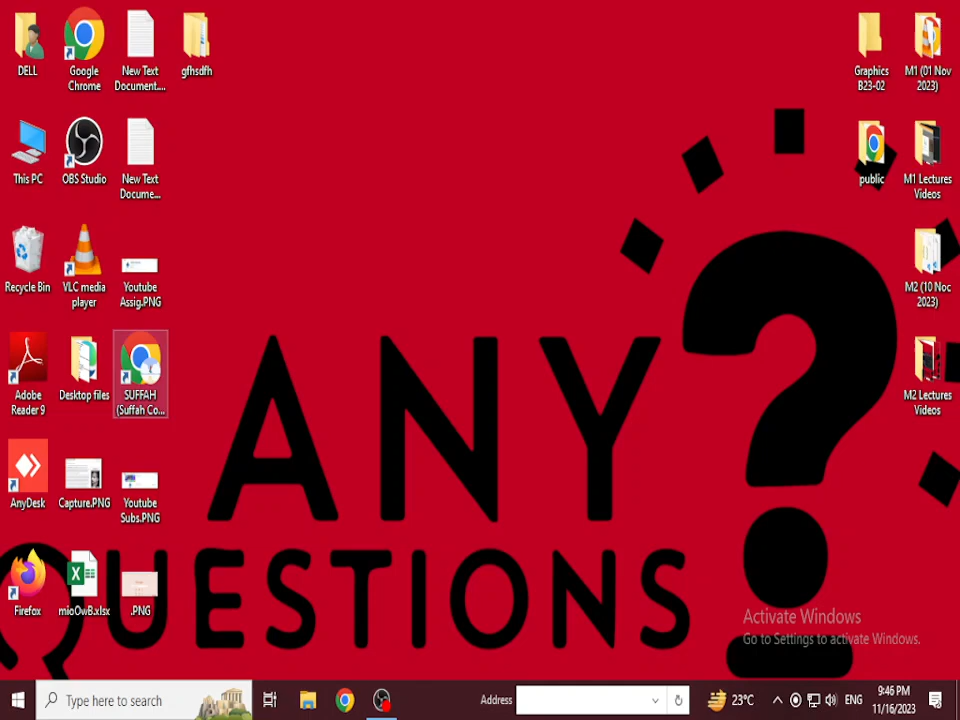 DELL
Google
Chrome
New Text
Document....
gfhsdfh
Graphics
B23-02
M1 (01 Nov
2023)
This PC
OBS Studio
New Text
Docume...
public
M1 Lectures
Videos
Recycle Bin
VLC media
player
Youtube
Assig.PNG
M2 (10 Noc
2023)
Adobe
Reader 9
Desktop files
SUFFAH
(Suffah Co...
M2 Lectures
Videos
ANY
AnyDesk
Capture.PNG
Youtube
Subs.PNG
QUESTIONS
Firefox
mioOwB.xlsx
.PNG
Activate Windows
Go to Settings to activate Windows.
Type here to search
Address
23°C
ENG
9:46 PM
11/16/2023